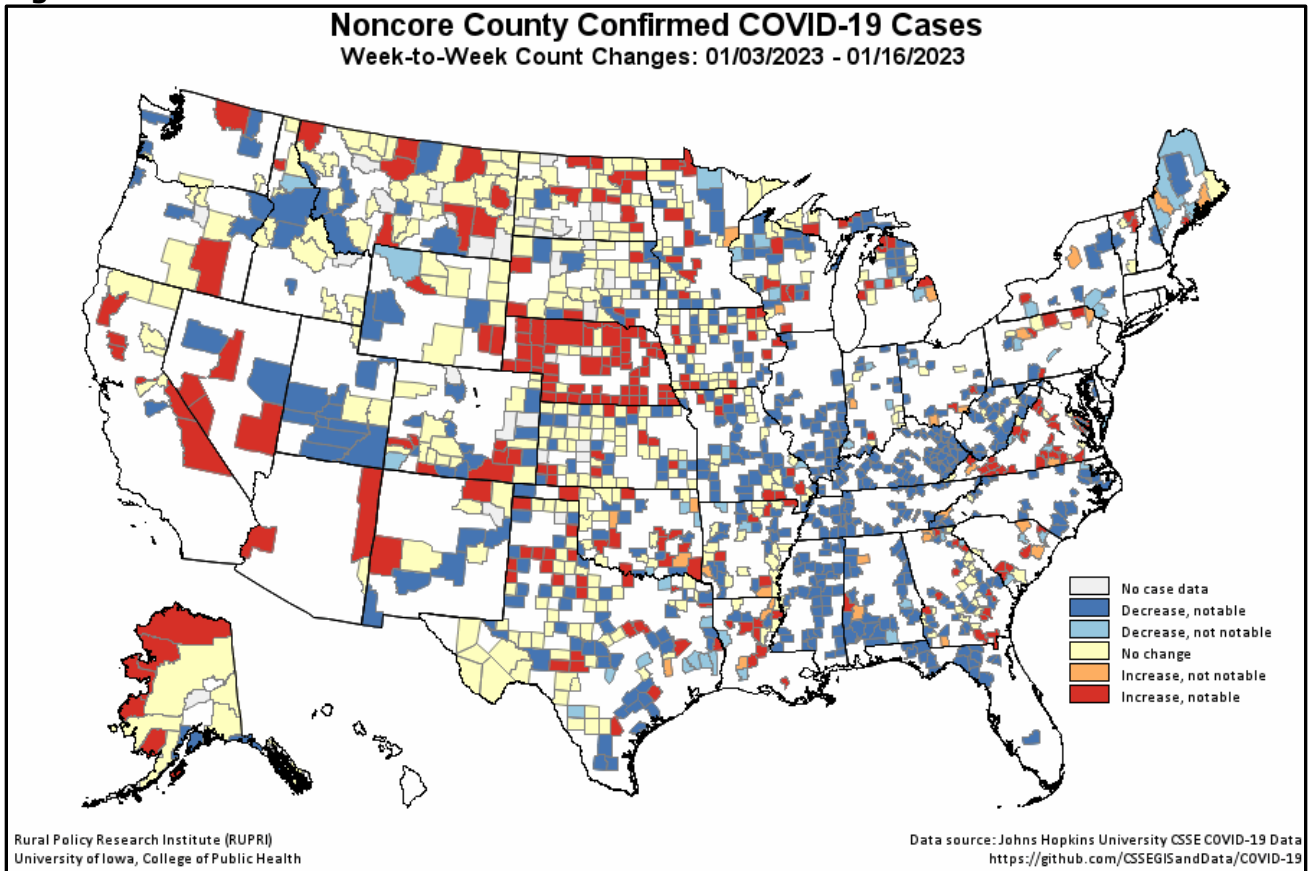 Noncore County Confirmed COVID-19 Cases
Week-to-Week Count Changes: 01/03/2023 - 01/16/2023
No case data
Decrease, notable
Decrease, not notable
No change
Increase, not notable
Increase, notable
Rural Policy Research Institute (RUPRI)
University of Iowa, College of Public Health
Data source: Johns Hopkins University CSSE COVID-19 Data
https://github.com/CSSEGISandData/COVID-19